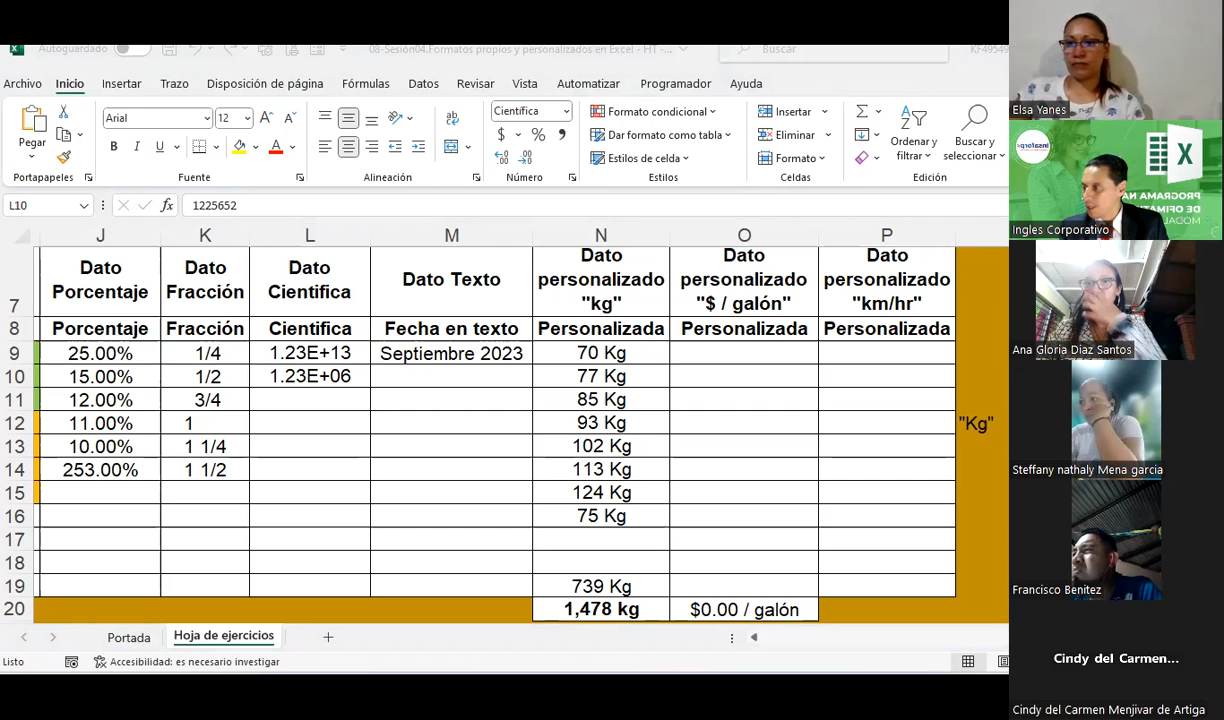 Autoguardado
08-Sesión04.Formatos propios y personalizados en Excel - HT -
Buscar
KF49549
Archivo Inicio Insertar Trazo Disposición de página Fórmulas Datos Revisar Vista Automatizar Programador Ayuda
Pegar
Portapapeles
Arial 12
N K S
Fuente
Alineación
Científica
$ %
Número
Formato condicional
Dar formato como tabla
Estilos de celda
Estilos
Insertar
Eliminar
Formato
Celdas
Ordenar y filtrar
Buscar y seleccionar
Edición
L10 fx 1225652
J K L M N O P
7 Dato Porcentaje Dato Fracción Dato Cientifica Dato Texto Dato personalizado "kg" Dato personalizado "$ / galón" Dato personalizado "km/hr"
8 Porcentaje Fracción Cientifica Fecha en texto Personalizada Personalizada Personalizada
9 25.00% 1/4 1.23E+13 Septiembre 2023 70 Kg
10 15.00% 1/2 1.23E+06 77 Kg
11 12.00% 3/4 85 Kg
12 11.00% 1 93 Kg "Kg"
13 10.00% 1 1/4 102 Kg
14 253.00% 1 1/2 113 Kg
15 124 Kg
16 75 Kg
17
18
19 739 Kg
20 1,478 kg $0.00 / galón
Portada Hoja de ejercicios
Listo Accesibilidad: es necesario investigar
Elsa Yanes
insaforp
X
PROGRAMA NA
DE OFIMATI
MODAL
Ingles Corporativo
Ana Gloria Diaz Santos
Steffany nathaly Mena garcia
Francisco Benitez
Cindy del Carmen...
Cindy del Carmen Menjivar de Artiga